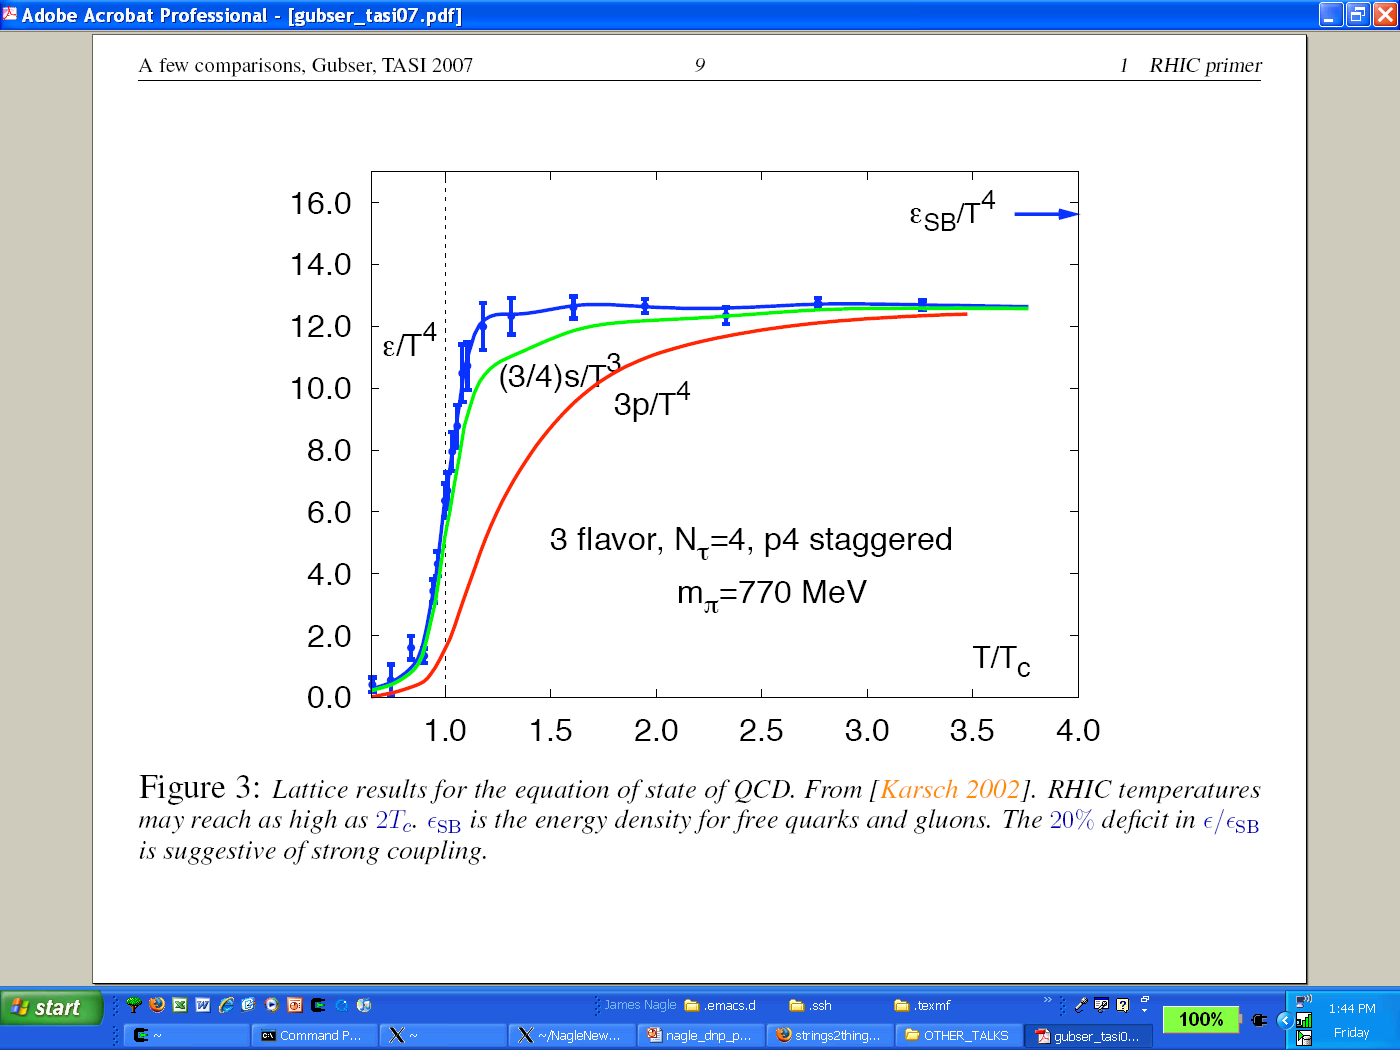 Adobe Acrobat Professional - [gubser_tasi07.pdf]
A few comparisons, Gubser, TASI 2007 9 1 RHIC primer
16.0
14.0
12.0
10.0
8.0
6.0
4.0
2.0
0.0
εSB/T4
ε/T4
(3/4)s/T3
3p/T4
3 flavor, Nτ=4, p4 staggered
mπ=770 MeV
T/Tc
1.0 1.5 2.0 2.5 3.0 3.5 4.0
Figure 3: Lattice results for the equation of state of QCD. From [Karsch 2002]. RHIC temperatures
may reach as high as 2Tc. ϵSB is the energy density for free quarks and gluons. The 20% deficit in ϵ/ϵSB
is suggestive of strong coupling.
start
James Nagle .emacs.d .ssh .texmf »
100%
1:44 PM
Friday
~ Command P... ~ ~/NagleNew... nagle_dnp_p... strings2thing... OTHER_TALKS gubser_tasi0...